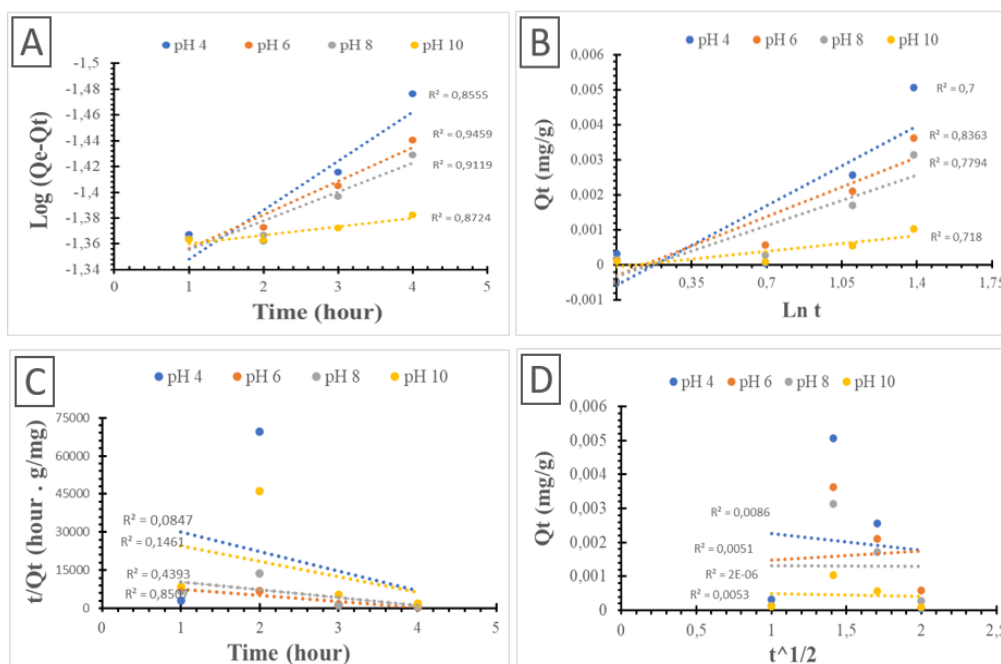 A
pH 4 pH 6 pH 8 pH 10
-1,5
-1,48
-1,46
-1,44
-1,42
-1,4
-1,38
-1,36
-1,34
Log (Qe-Qt)
R² = 0,8555
R² = 0,9459
R² = 0,9119
R² = 0,8724
0 1 2 3 4 5
Time (hour)
B
pH 4 pH 6 pH 8 pH 10
0,006
0,005
0,004
0,003
0,002
0,001
0
-0,001
Qt (mg/g)
R² = 0,7
R² = 0,8363
R² = 0,7794
R² = 0,718
0 0,35 0,7 1,05 1,4 1,75
Ln t
C
pH 4 pH 6 pH 8 pH 10
75000
60000
45000
30000
15000
0
t/Qt (hour . g/mg)
R² = 0,0847
R² = 0,1461
R² = 0,4393
0 1 2 3 4 5
Time (hour)
D
pH 4 pH 6 pH 8 pH 10
0,006
0,005
0,004
0,003
0,002
0,001
0
Qt (mg/g)
R² = 0,0086
R² = 0,0051
R² = 2E-06
R² = 0,0053
0 0,5 1 1,5 2 2,5
t^1/2